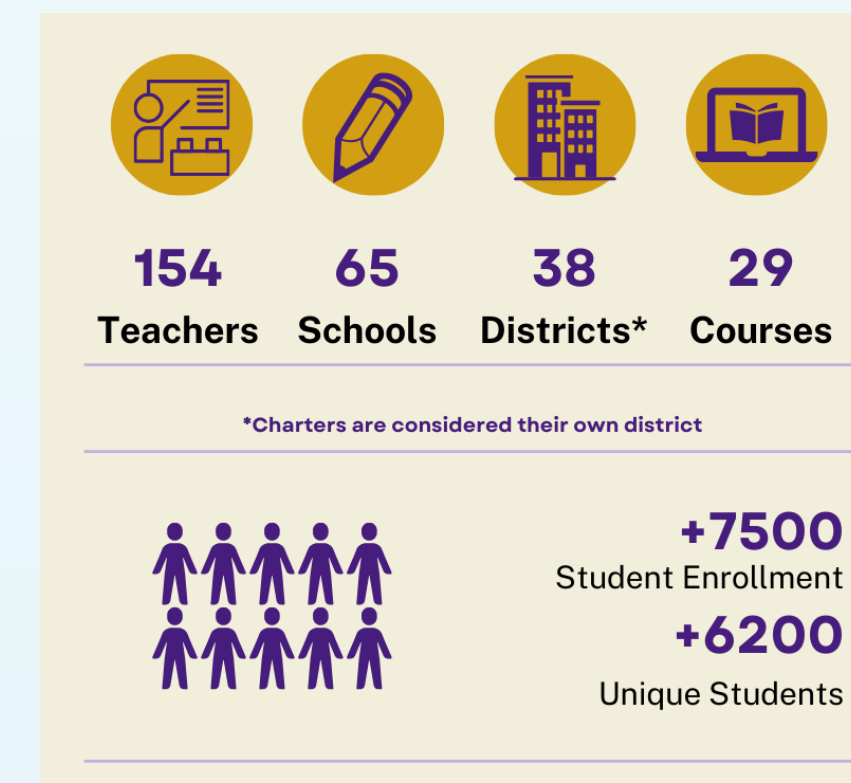 154 65 38 29
Teachers Schools Districts* Courses
*Charters are considered their own district
+7500
Student Enrollment
+6200
Unique Students